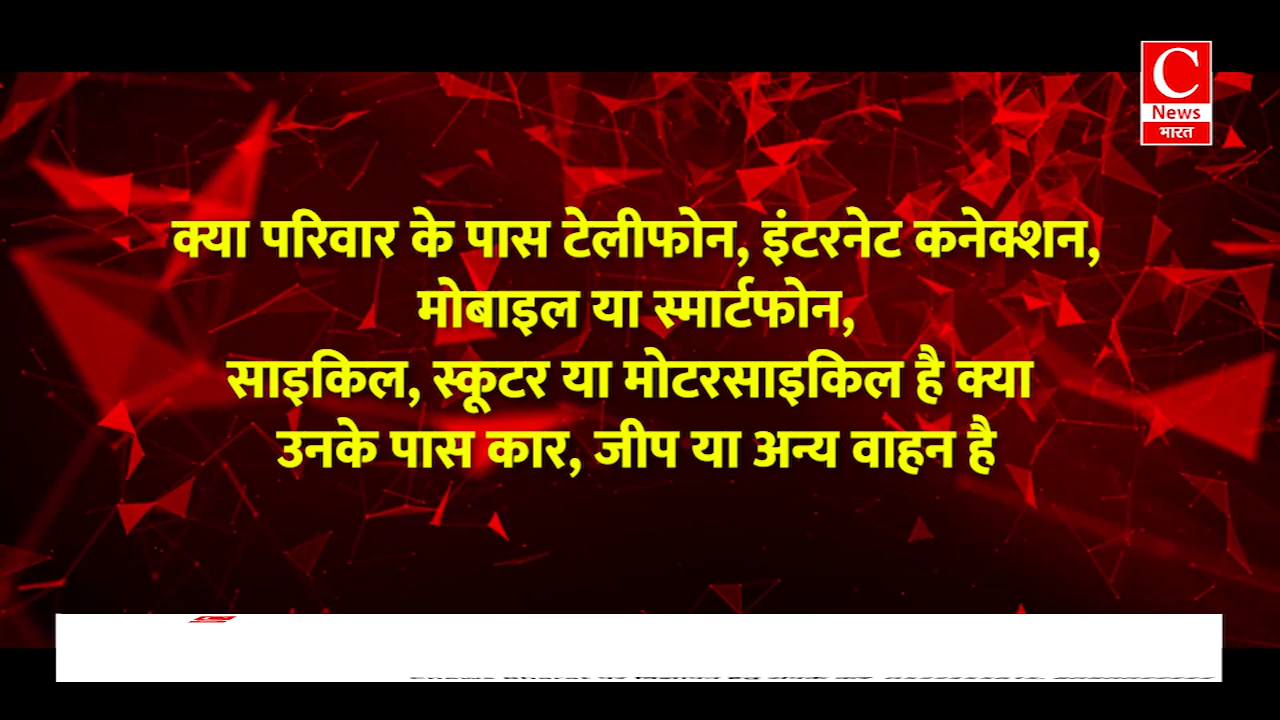 C
News
भारत
क्या परिवार के पास टेलीफोन, इंटरनेट कनेक्शन,
मोबाइल या स्मार्टफोन,
साइकिल, स्कूटर या मोटरसाइकिल है क्या
उनके पास कार, जीप या अन्य वाहन है